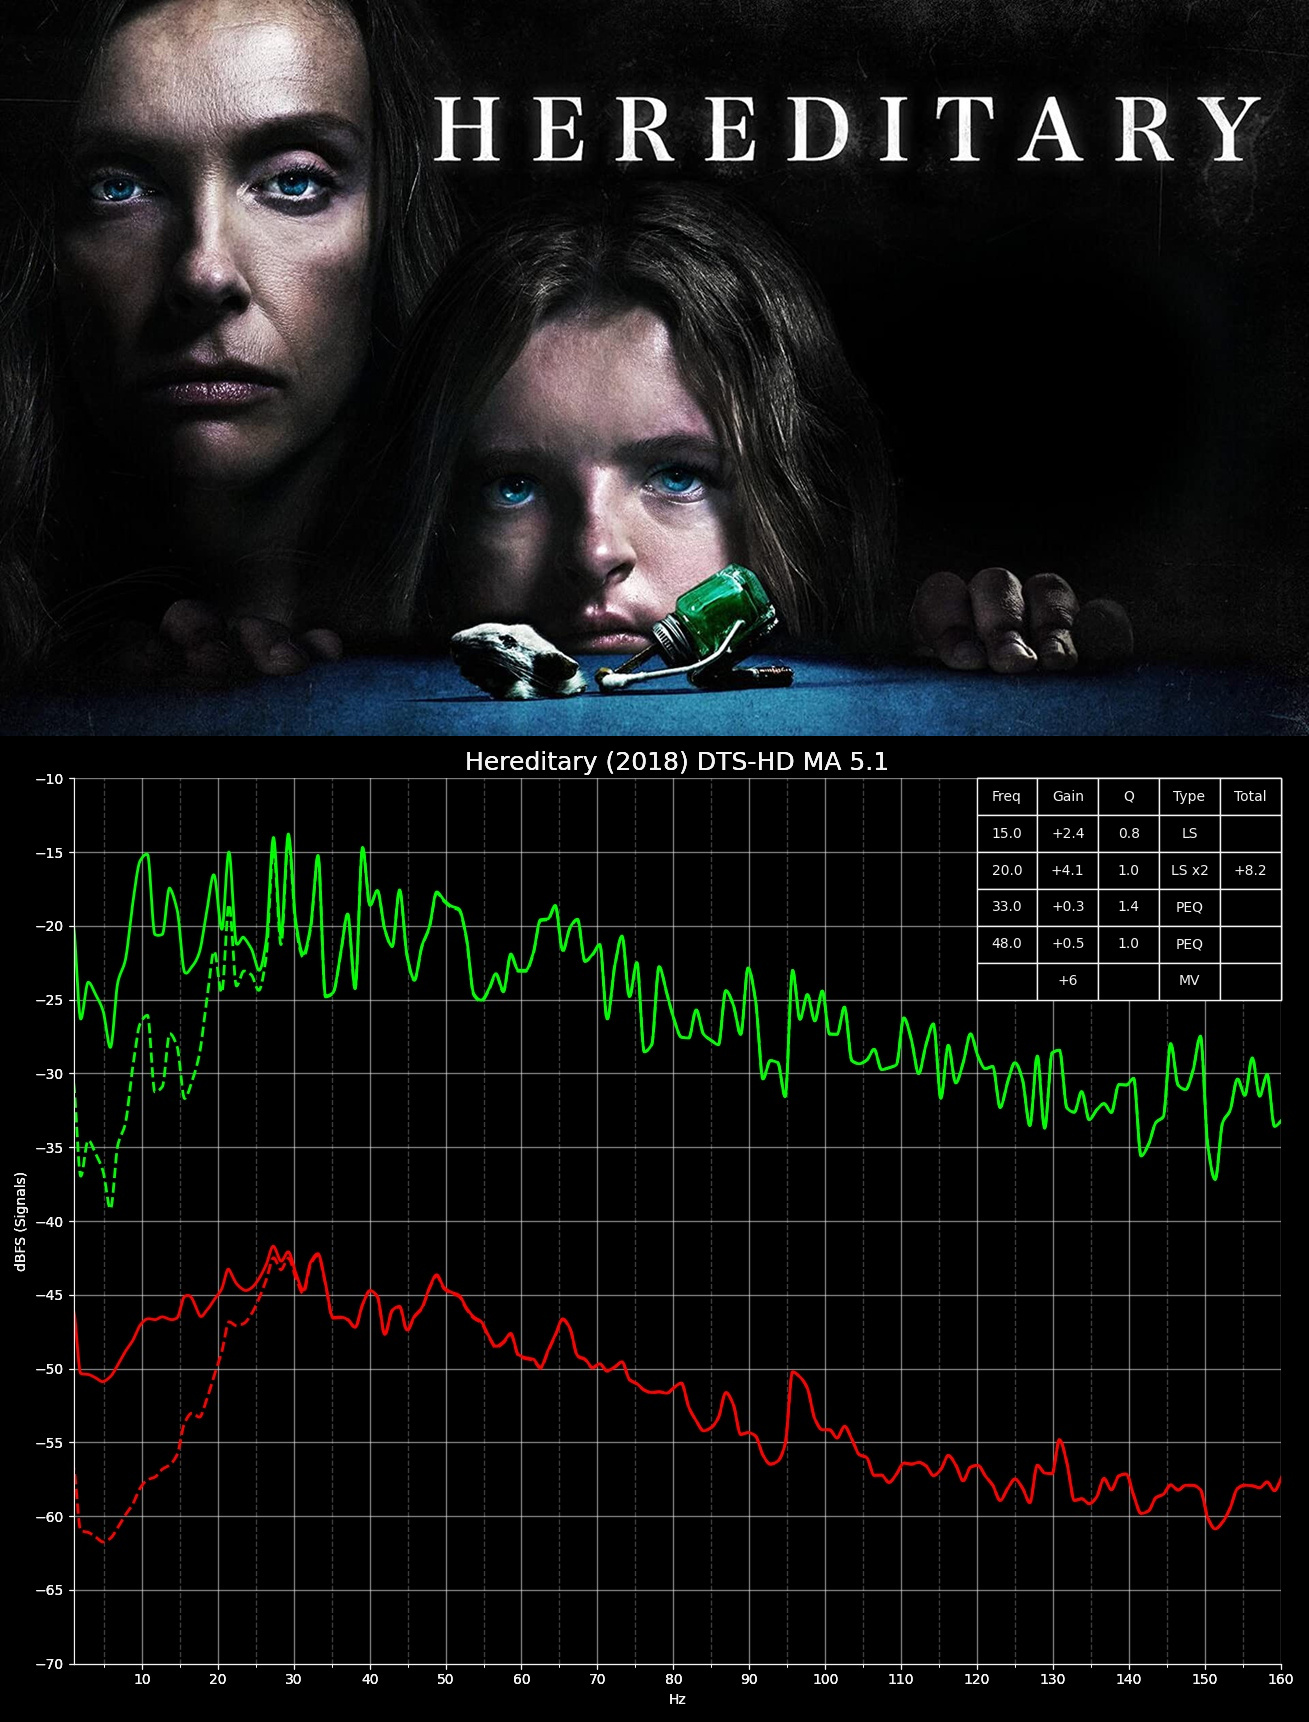 HEREDITARY
Hereditary (2018) DTS-HD MA 5.1
Freq Gain Q Type Total
15.0 +2.4 0.8 LS
20.0 +4.1 1.0 LS x2 +8.2
33.0 +0.3 1.4 PEQ
48.0 +0.5 1.0 PEQ
+6 MV
−10
−15
−20
−25
−30
−35
−40
−45
−50
−55
−60
−65
−70
dBFS (Signals)
10 20 30 40 50 60 70 80 90 100 110 120 130 140 150 160
Hz